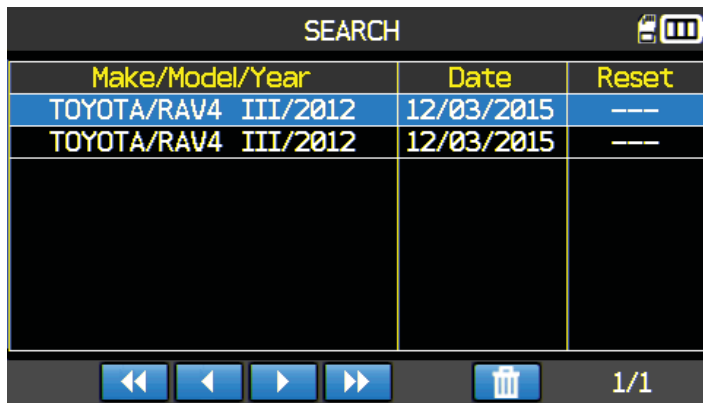 SEARCH
Make/Model/Year Date Reset
TOYOTA/RAV4 III/2012 12/03/2015 ---
TOYOTA/RAV4 III/2012 12/03/2015 ---
1/1